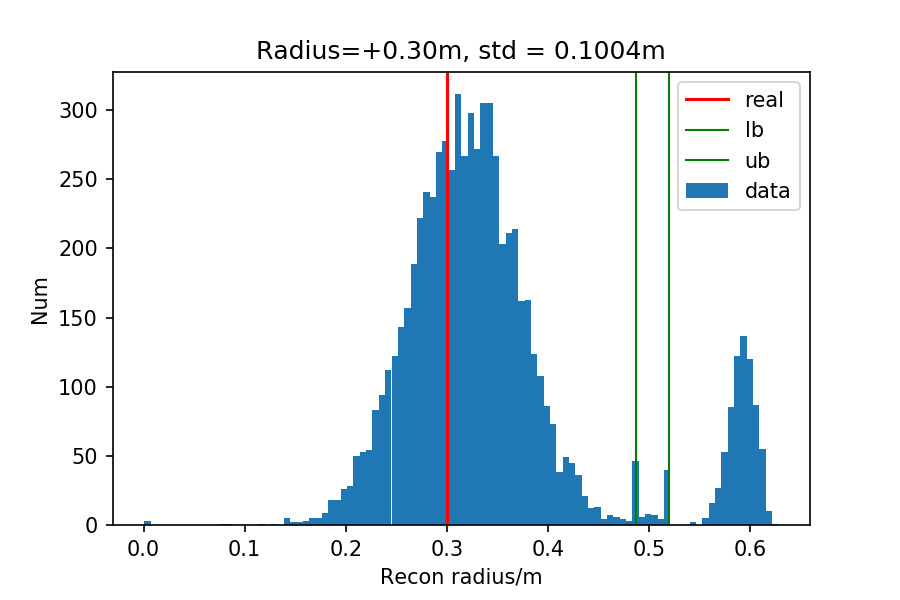 Radius=+0.30m, std = 0.1004m
real
lb
ub
data
300
250
200
150
100
50
0
Num
0.0 0.1 0.2 0.3 0.4 0.5 0.6
Recon radius/m